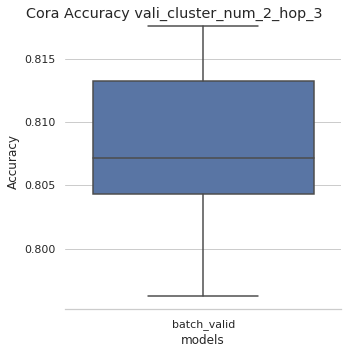 Cora Accuracy vali_cluster_num_2_hop_3
0.815
0.810
0.805
0.800
Accuracy
batch_valid
models